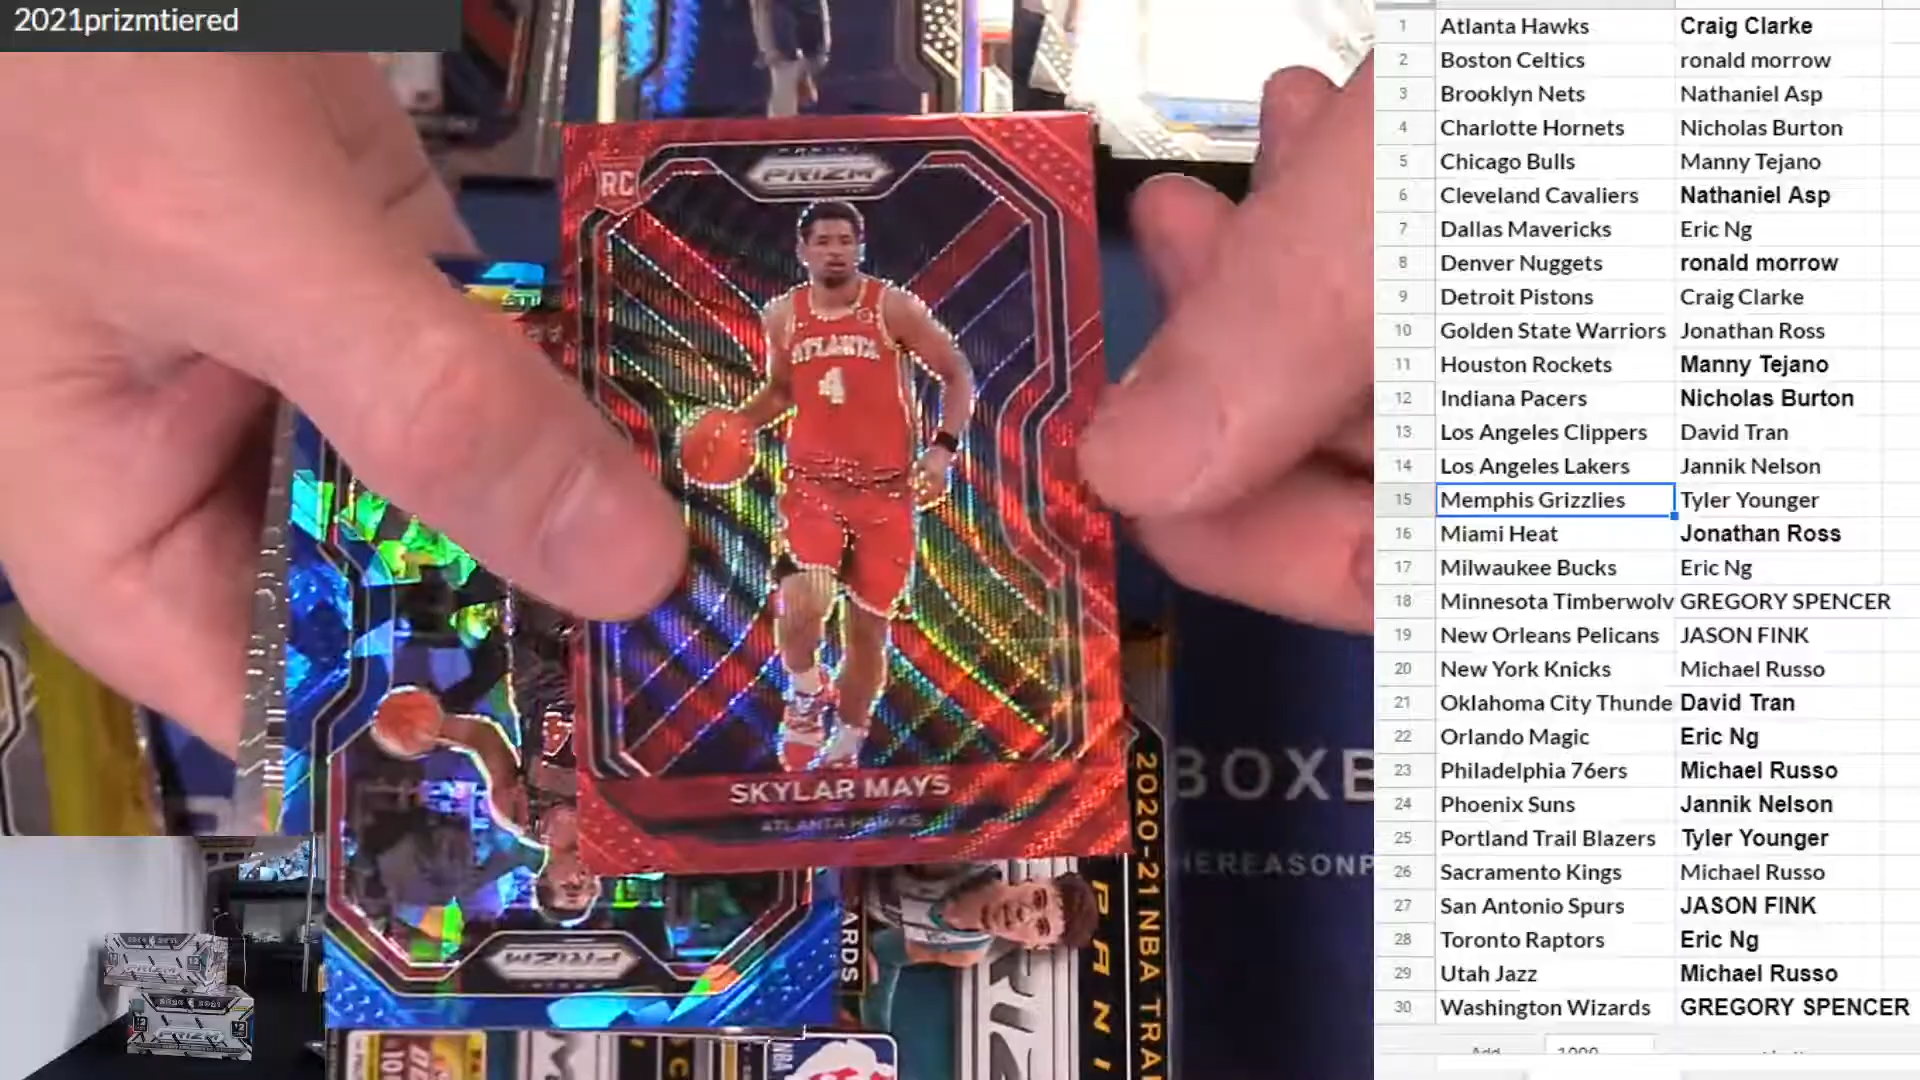 2021prizmtiered
RC
PRIZM
ATLANTA
4
SKYLAR MAYS
ATLANTA HAWKS
PRIZM
ARDS
2020-21 NBA TRA
PANI
BOXB
HEREASONP
NBA
PRIZM
1 Atlanta Hawks Craig Clarke
2 Boston Celtics ronald morrow
3 Brooklyn Nets Nathaniel Asp
4 Charlotte Hornets Nicholas Burton
5 Chicago Bulls Manny Tejano
6 Cleveland Cavaliers Nathaniel Asp
7 Dallas Mavericks Eric Ng
8 Denver Nuggets ronald morrow
9 Detroit Pistons Craig Clarke
10 Golden State Warriors Jonathan Ross
11 Houston Rockets Manny Tejano
12 Indiana Pacers Nicholas Burton
13 Los Angeles Clippers David Tran
14 Los Angeles Lakers Jannik Nelson
15 Memphis Grizzlies Tyler Younger
16 Miami Heat Jonathan Ross
17 Milwaukee Bucks Eric Ng
18 Minnesota Timberwolv GREGORY SPENCER
19 New Orleans Pelicans JASON FINK
20 New York Knicks Michael Russo
21 Oklahoma City Thunde David Tran
22 Orlando Magic Eric Ng
23 Philadelphia 76ers Michael Russo
24 Phoenix Suns Jannik Nelson
25 Portland Trail Blazers Tyler Younger
26 Sacramento Kings Michael Russo
27 San Antonio Spurs JASON FINK
28 Toronto Raptors Eric Ng
29 Utah Jazz Michael Russo
30 Washington Wizards GREGORY SPENCER